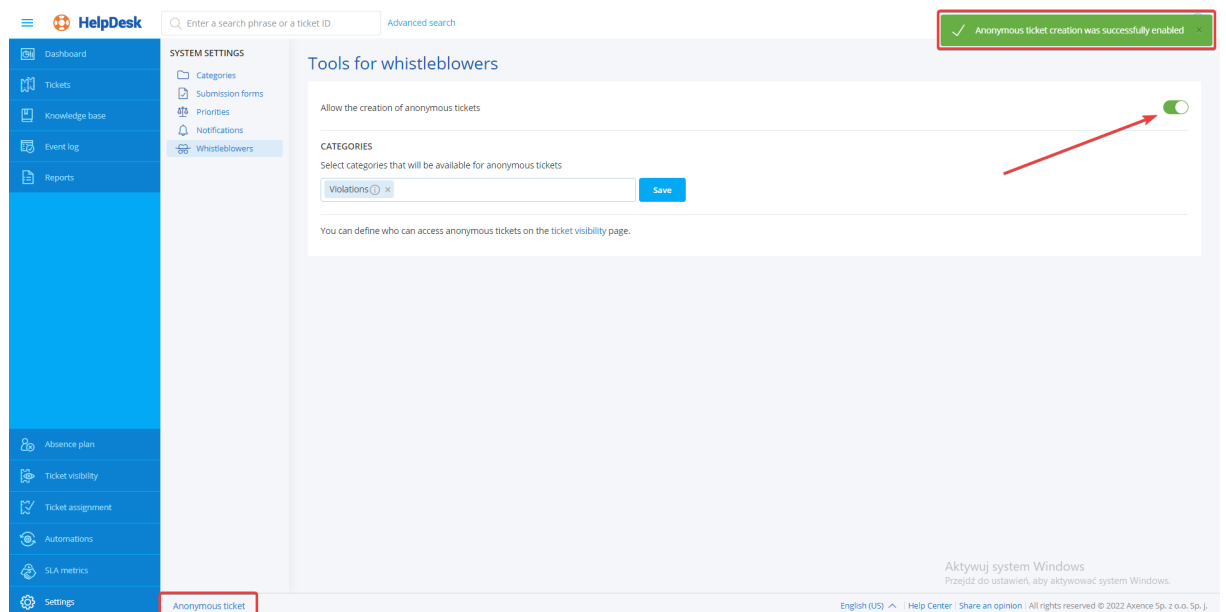 HelpDesk
Enter a search phrase or a ticket ID
Advanced search
Anonymous ticket creation was successfully enabled
Dashboard
Tickets
Knowledge base
Event log
Reports
Absence plan
Ticket visibility
Ticket assignment
Automations
SLA metrics
Settings
SYSTEM SETTINGS
Categories
Submission forms
Priorities
Notifications
Whistleblowers
Tools for whistleblowers
Allow the creation of anonymous tickets
CATEGORIES
Select categories that will be available for anonymous tickets
Violations
Save
You can define who can access anonymous tickets on the ticket visibility page.
Aktywuj system Windows
Przejdź do ustawień, aby aktywować system Windows.
Anonymous ticket
English (US) | Help Center | Share an opinion | All rights reserved © 2022 Axence Sp. z o.o. Sp. j.